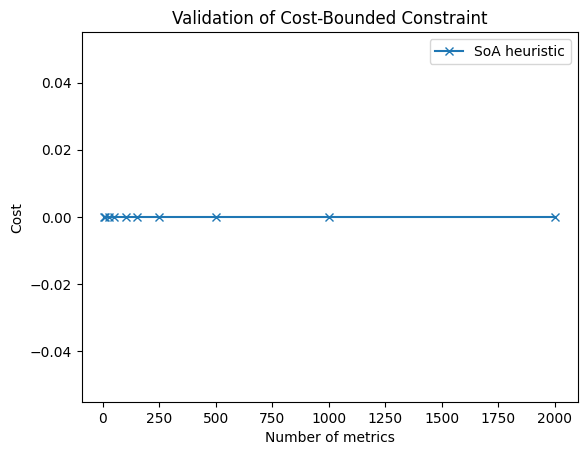 Validation of Cost-Bounded Constraint
SoA heuristic
0.04
0.02
0.00
−0.02
−0.04
Cost
0 250 500 750 1000 1250 1500 1750 2000
Number of metrics